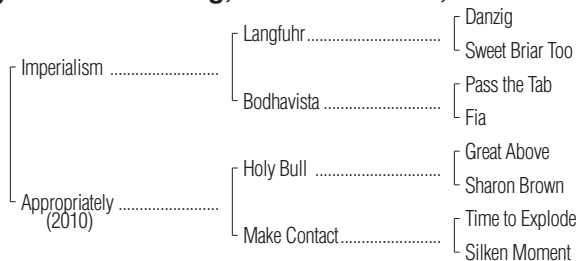 Danzig
Langfuhr
Sweet Briar Too
Imperialism
Pass the Tab
Bodhavista
Fia
Great Above
Holy Bull
Sharon Brown
Appropriately
(2010)
Time to Explode
Make Contact
Silken Moment